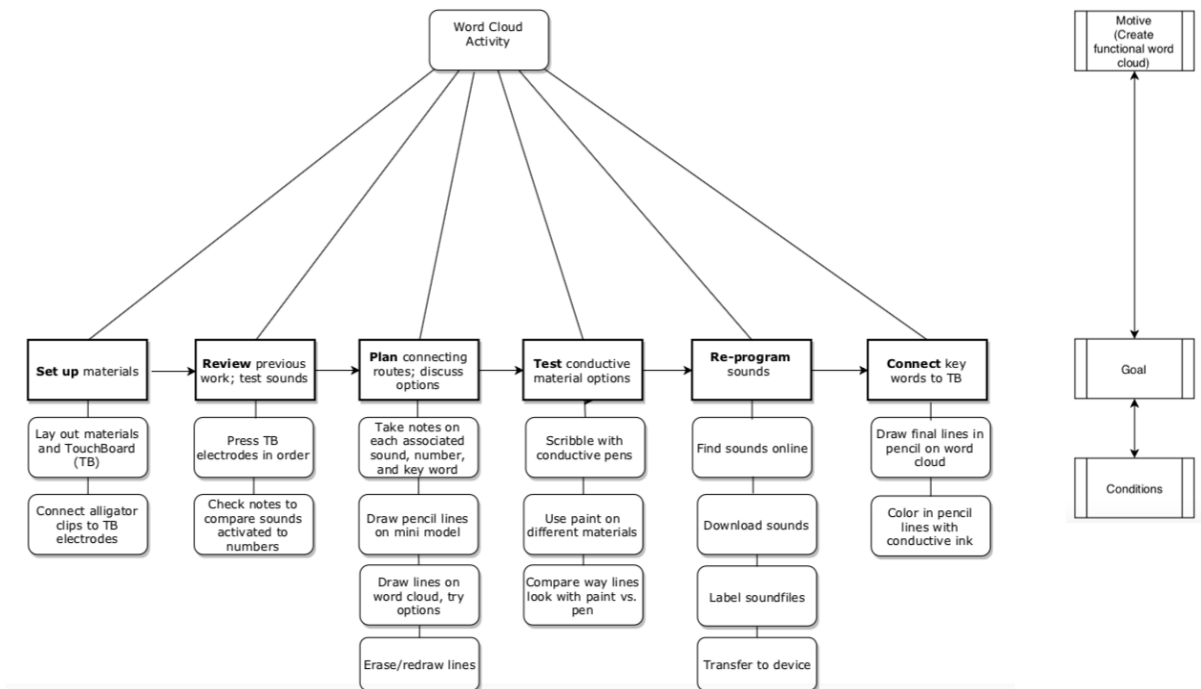 Word Cloud
Activity
Motive
(Create
functional word
cloud)
Set up materials
Review previous
work; test sounds
Plan connecting
routes; discuss
options
Test conductive
material options
Re-program
sounds
Connect key
words to TB
Goal
Lay out materials
and TouchBoard
(TB)
Press TB
electrodes in order
Take notes on
each associated
sound, number,
and key word
Scribble with
conductive pens
Find sounds online
Draw final lines in
pencil on word
cloud
Conditions
Connect alligator
clips to TB
electrodes
Check notes to
compare sounds
activated to
numbers
Draw pencil lines
on mini model
Use paint on
different materials
Download sounds
Color in pencil
lines with
conductive ink
Draw lines on
word cloud, try
options
Compare way lines
look with paint vs.
pen
Label soundfiles
Erase/redraw lines
Transfer to device